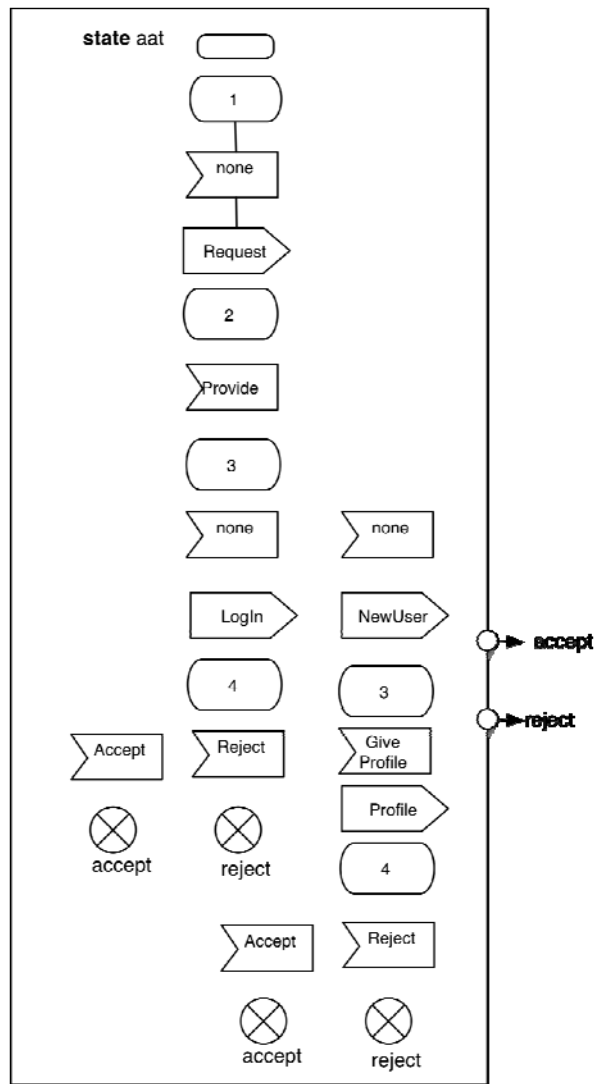 state aat
1
none
Request
2
Provide
3
none
none
LogIn
NewUser
accept
4
3
reject
Accept
Reject
Give
Profile
Profile
accept
reject
4
Accept
Reject
accept
reject